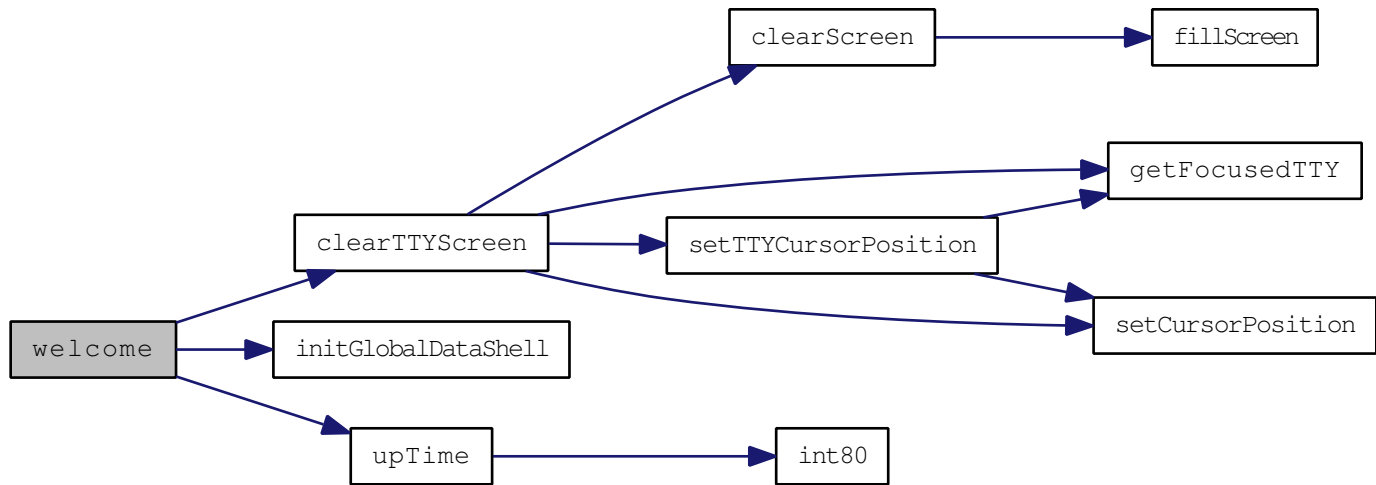 clearScreen
fillScreen
getFocusedTTY
clearTTYScreen
setTTYCursorPosition
setCursorPosition
welcome
initGlobalDataShell
upTime
int80